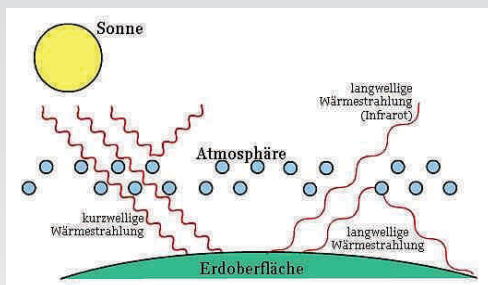 Sonne
langwellige
Wärmestrahlung
(Infrarot)
Atmosphäre
kurzwellige
Wärmestrahlung
langwellige
Wärmestrahlung
Erdoberfläche